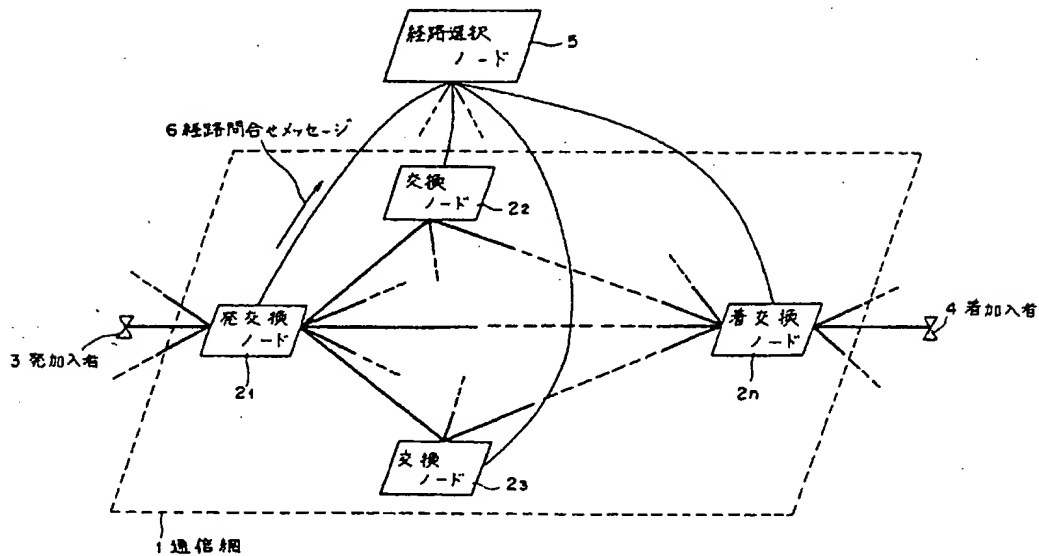 経路選択
ノード
5
6 経路問合せメッセージ
交換
ノード
22
発交換
ノード
21
着交換
ノード
2n
3 発加入者
4 着加入者
交換
ノード
23
1 通信網